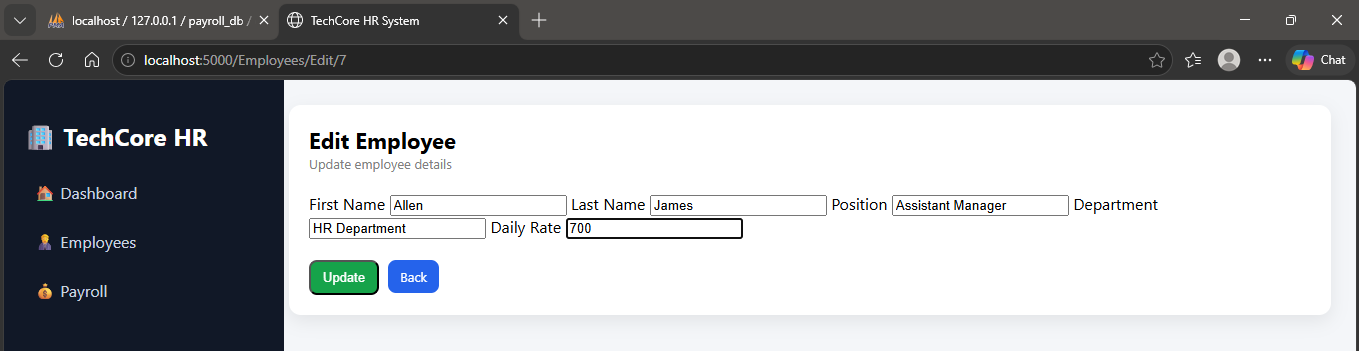 localhost / 127.0.0.1 / payroll_db /
TechCore HR System
localhost:5000/Employees/Edit/7
Chat
TechCore HR
Dashboard
Employees
Payroll
Edit Employee
Update employee details
First Name Allen Last Name James Position Assistant Manager Department
HR Department Daily Rate 700
Update Back